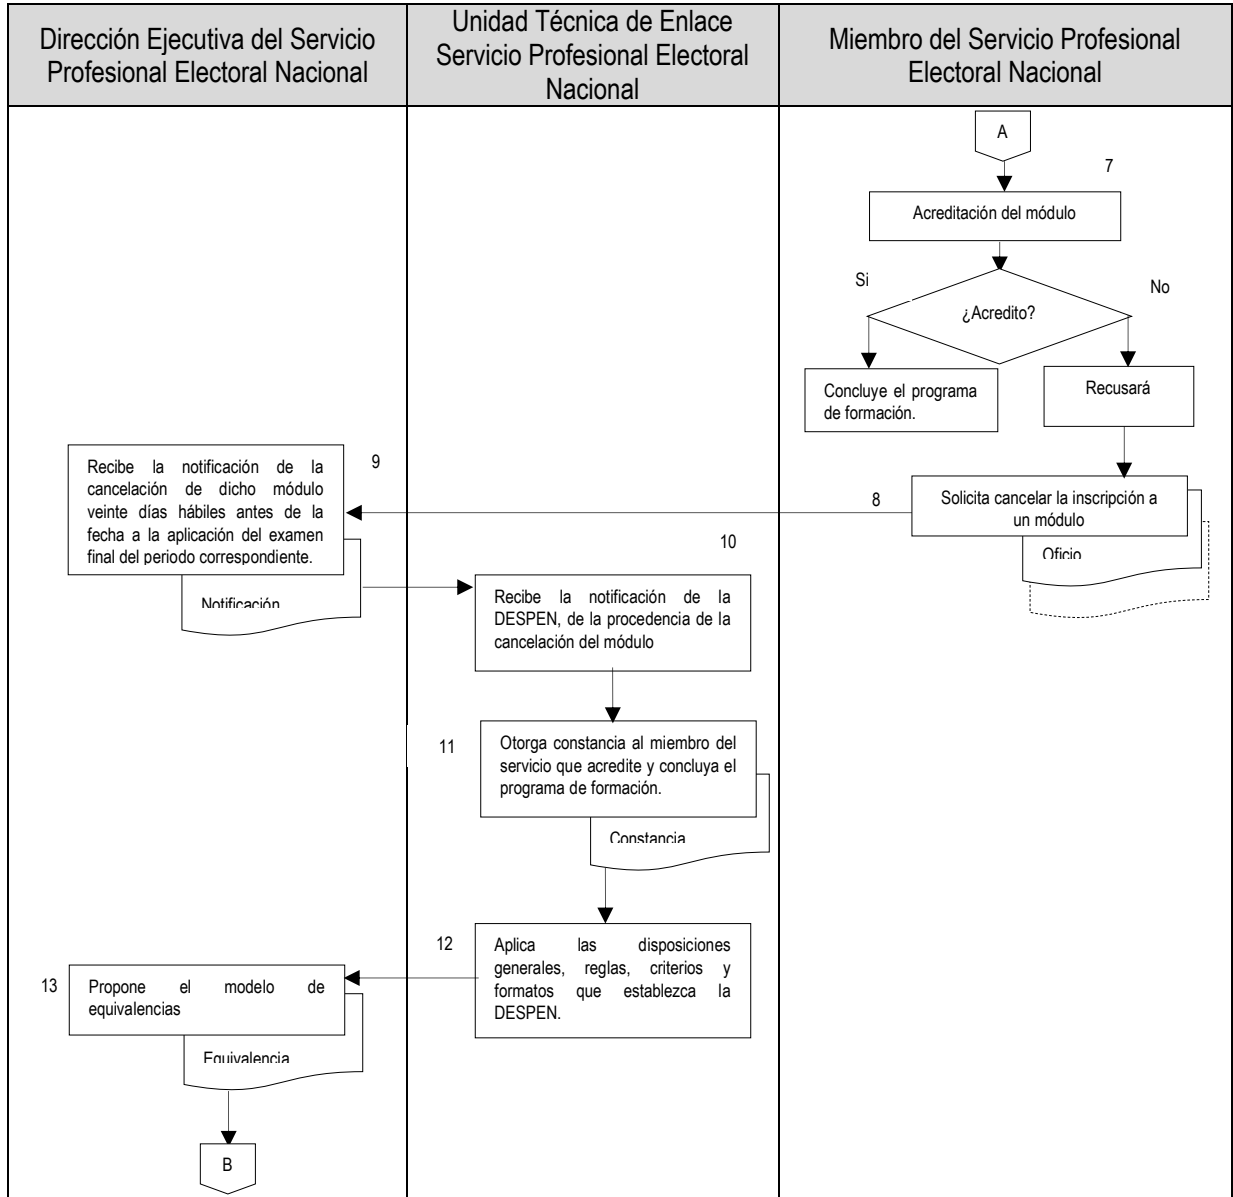 Dirección Ejecutiva del Servicio
Profesional Electoral Nacional
Unidad Técnica de Enlace
Servicio Profesional Electoral
Nacional
Miembro del Servicio Profesional
Electoral Nacional
A
7
Acreditación del módulo
Si
No
¿Acredito?
Concluye el programa
de formación.
Recusará
9
Recibe la notificación de la
cancelación de dicho módulo
veinte días hábiles antes de la
fecha a la aplicación del examen
final del periodo correspondiente.
Notificación
8
Solicita cancelar la inscripción a
un módulo
Oficio
10
Recibe la notificación de la
DESPEN, de la procedencia de la
cancelación del módulo
11
Otorga constancia al miembro del
servicio que acredite y concluya el
programa de formación.
Constancia
12
Aplica las disposiciones
generales, reglas, criterios y
formatos que establezca la
DESPEN.
13
Propone el modelo de
equivalencias
Equivalencia
B